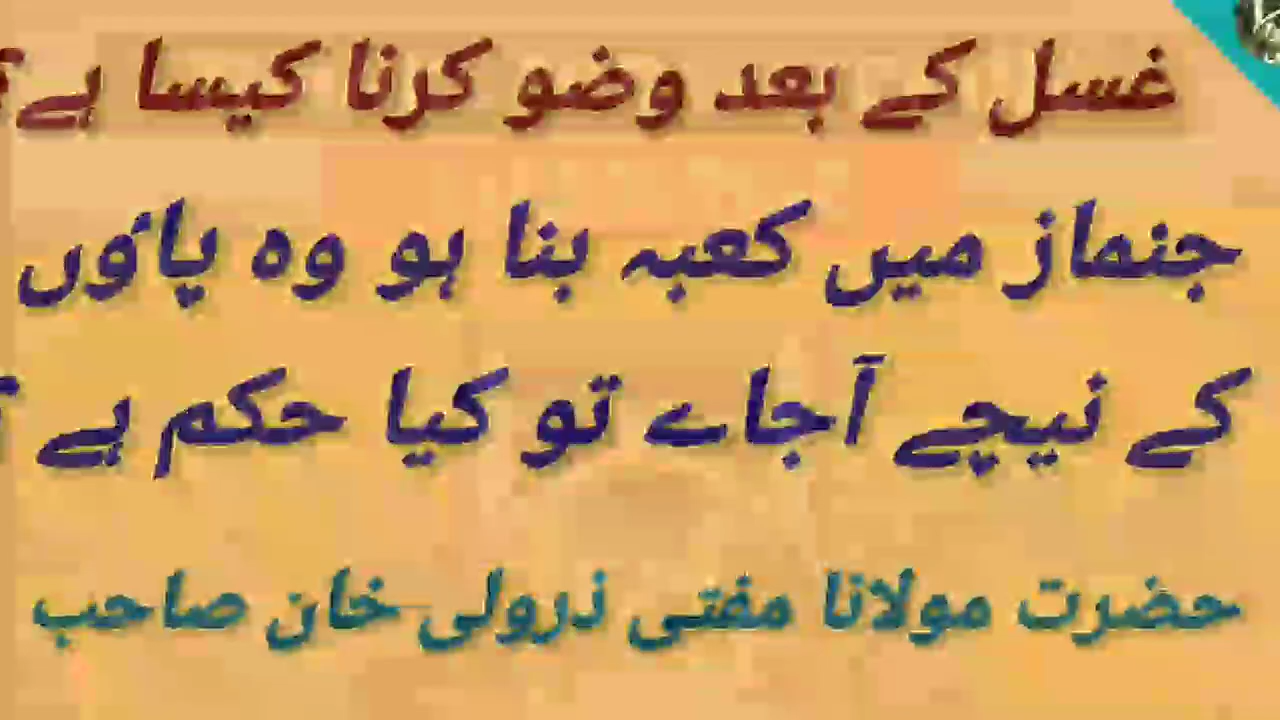 غسل کے بعد وضو کرنا کیسا ہے؟
جنماز میں کعبہ بنا ہو وہ پاؤں
کے نیچے آجاے تو کیا حکم ہے ؟
حضرت مولانا مفتی ذرولی خان صاحب